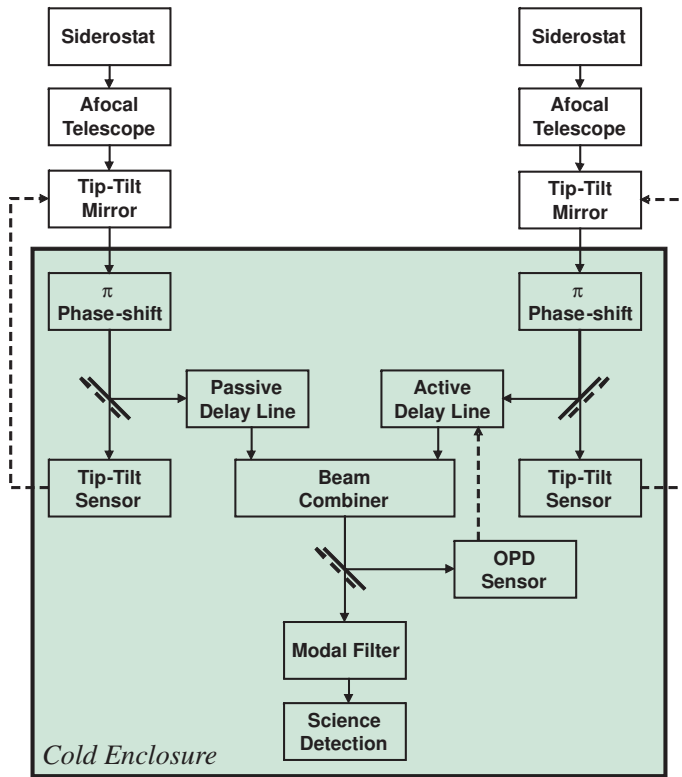 Siderostat
Siderostat
Afocal
Telescope
Afocal
Telescope
Tip-Tilt
Mirror
Tip-Tilt
Mirror
π
Phase-shift
π
Phase-shift
Passive
Delay Line
Active
Delay Line
Tip-Tilt
Sensor
Beam
Combiner
Tip-Tilt
Sensor
OPD
Sensor
Modal Filter
Science
Detection
Cold Enclosure